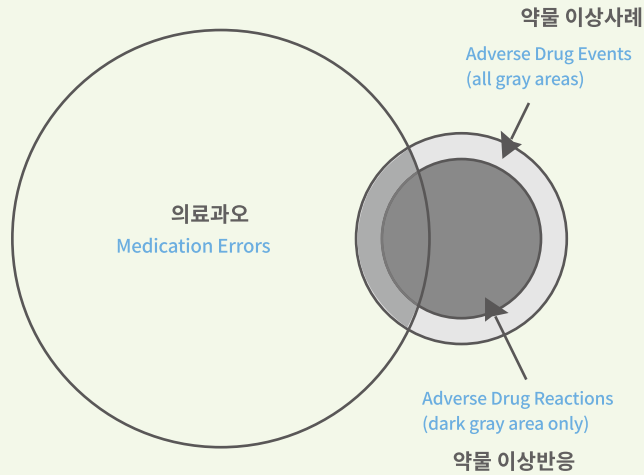 약물 이상사례
Adverse Drug Events
(all gray areas)
의료과오
Medication Errors
Adverse Drug Reactions
(dark gray area only)
약물 이상반응